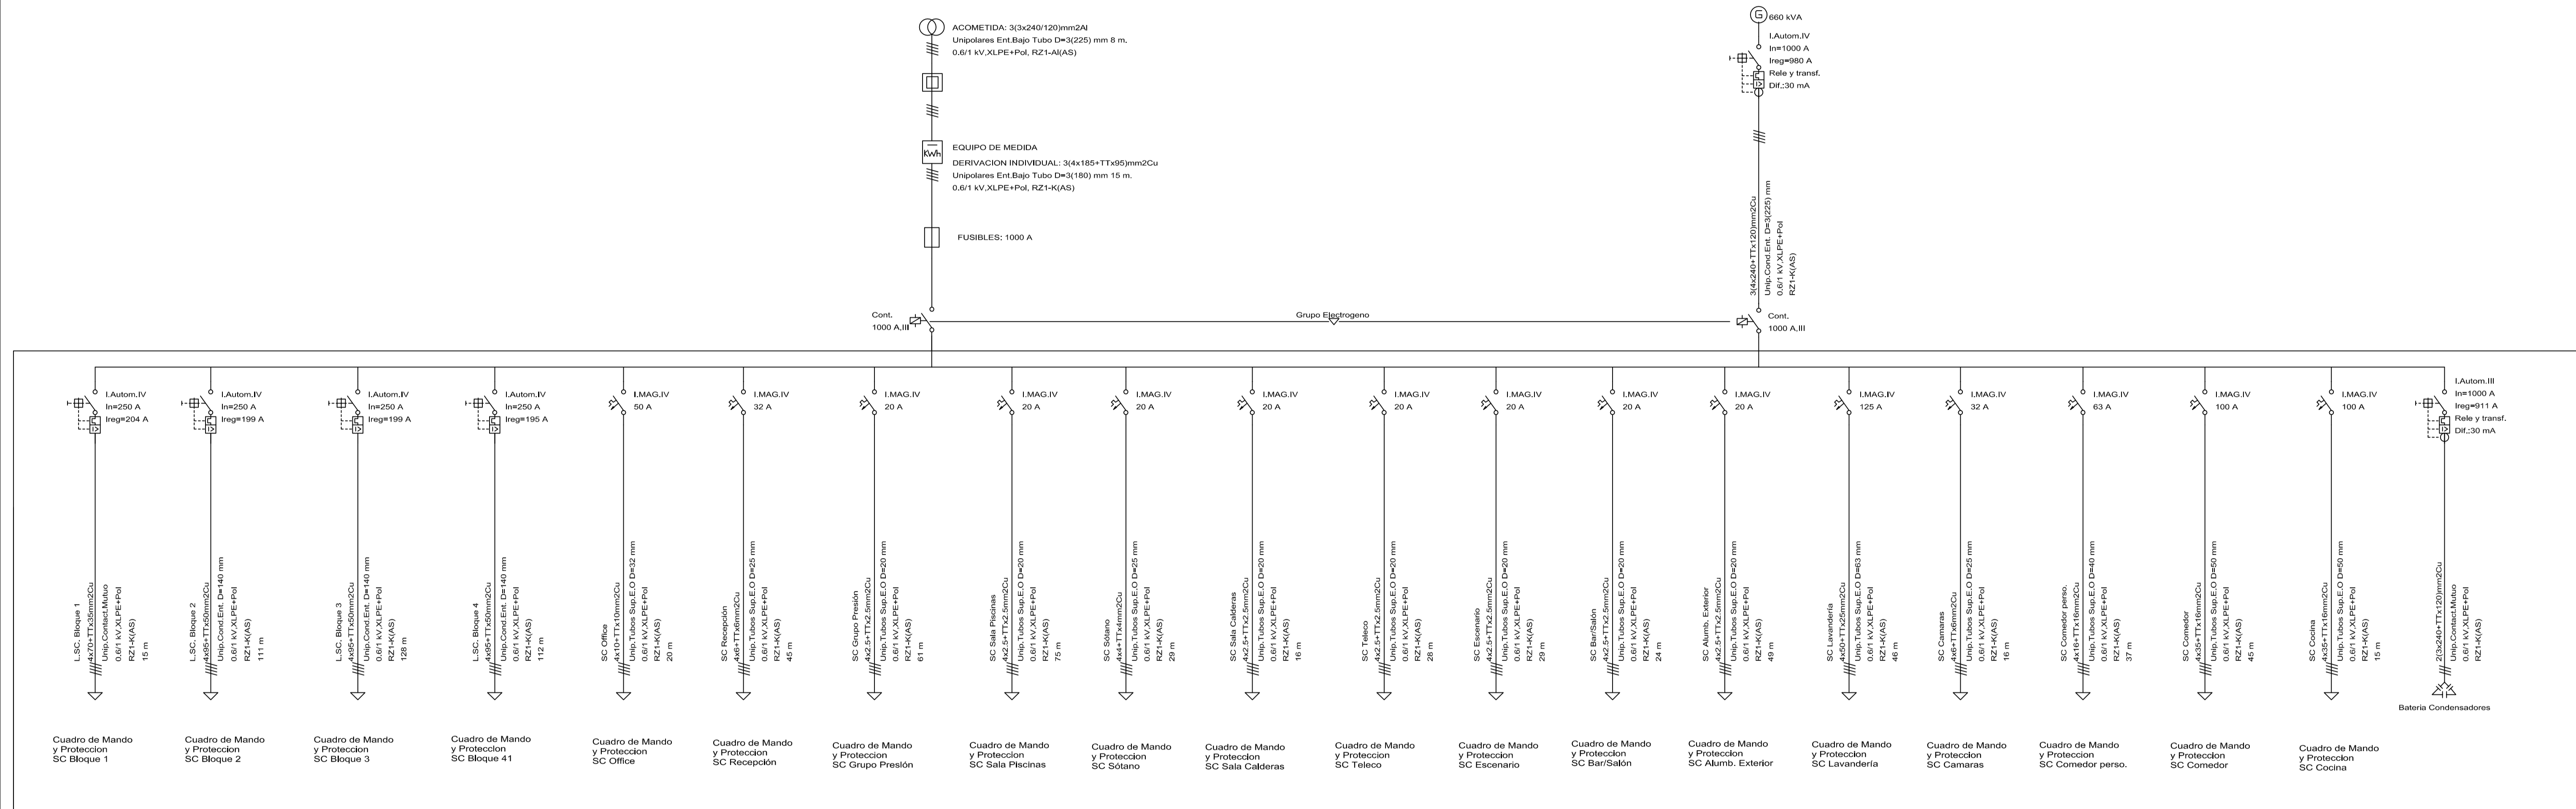 ACOMETIDA: 3(3x240/120)mm2Al
Unipolares Ent.Bajo Tubo D=3(225) mm 8 m.
0.6/1 kV,XLPE+Pol, RZ1-Al(AS)
EQUIPO DE MEDIDA
KWh
DERIVACION INDIVIDUAL: 3(4x185+TTx95)mm2Cu
Unipolares Ent.Bajo Tubo D=3(180) mm 15 m.
0.6/1 kV,XLPE+Pol, RZ1-K(AS)
FUSIBLES: 1000 A
Cont.
1000 A,III
Grupo Electrogeno
G
660 kVA
I.Autom.IV
In=1000 A
Ireg=980 A
Rele y transf.
Dif.:30 mA
3(4x240+TTx120)mm2Cu
Unip.Cond.Ent. D=3(225) mm
0.6/1 kV,XLPE+Pol
RZ1-K(AS)
Cont.
1000 A,III
I.Autom.IV
In=250 A
Ireg=204 A
L.SC. Bloque 1
4x70+TTx35mm2Cu
Unip.Contact.Mutuo
0.6/1 kV,XLPE+Pol
RZ1-K(AS)
15 m
Cuadro de Mando
y Proteccion
SC Bloque 1
I.Autom.IV
In=250 A
Ireg=199 A
L.SC. Bloque 2
4x95+TTx50mm2Cu
Unip.Cond.Ent. D=140 mm
0.6/1 kV,XLPE+Pol
RZ1-K(AS)
111 m
Cuadro de Mando
y Proteccion
SC Bloque 2
I.Autom.IV
In=250 A
Ireg=199 A
L.SC. Bloque 3
4x95+TTx50mm2Cu
Unip.Cond.Ent. D=140 mm
0.6/1 kV,XLPE+Pol
RZ1-K(AS)
128 m
Cuadro de Mando
y Proteccion
SC Bloque 3
I.Autom.IV
In=250 A
Ireg=195 A
L.SC. Bloque 4
4x95+TTx50mm2Cu
Unip.Cond.Ent. D=140 mm
0.6/1 kV,XLPE+Pol
RZ1-K(AS)
112 m
Cuadro de Mando
y Proteccion
SC Bloque 41
I.MAG.IV
50 A
SC Office
4x10+TTx10mm2Cu
Unip.Tubos Sup.E.O D=32 mm
0.6/1 kV,XLPE+Pol
RZ1-K(AS)
20 m
Cuadro de Mando
y Proteccion
SC Office
I.MAG.IV
32 A
SC Recepción
4x6+TTx6mm2Cu
Unip.Tubos Sup.E.O D=25 mm
0.6/1 kV,XLPE+Pol
RZ1-K(AS)
45 m
Cuadro de Mando
y Proteccion
SC Recepción
I.MAG.IV
20 A
SC Grupo Presión
4x2.5+TTx2.5mm2Cu
Unip.Tubos Sup.E.O D=20 mm
0.6/1 kV,XLPE+Pol
RZ1-K(AS)
61 m
Cuadro de Mando
y Proteccion
SC Grupo Presión
I.MAG.IV
20 A
SC Sala Piscinas
4x2.5+TTx2.5mm2Cu
Unip.Tubos Sup.E.O D=20 mm
0.6/1 kV,XLPE+Pol
RZ1-K(AS)
75 m
Cuadro de Mando
y Proteccion
SC Sala Piscinas
I.MAG.IV
20 A
SC Sótano
4x4+TTx4mm2Cu
Unip.Tubos Sup.E.O D=25 mm
0.6/1 kV,XLPE+Pol
RZ1-K(AS)
29 m
Cuadro de Mando
y Proteccion
SC Sótano
I.MAG.IV
20 A
SC Sala Calderas
4x2.5+TTx2.5mm2Cu
Unip.Tubos Sup.E.O D=20 mm
0.6/1 kV,XLPE+Pol
RZ1-K(AS)
16 m
Cuadro de Mando
y Proteccion
SC Sala Calderas
I.MAG.IV
20 A
SC Teleco
4x2.5+TTx2.5mm2Cu
Unip.Tubos Sup.E.O D=20 mm
0.6/1 kV,XLPE+Pol
RZ1-K(AS)
28 m
Cuadro de Mando
y Proteccion
SC Teleco
I.MAG.IV
20 A
SC Escenario
4x2.5+TTx2.5mm2Cu
Unip.Tubos Sup.E.O D=20 mm
0.6/1 kV,XLPE+Pol
RZ1-K(AS)
29 m
Cuadro de Mando
y Proteccion
SC Escenario
I.MAG.IV
20 A
SC Bar/Salón
4x2.5+TTx2.5mm2Cu
Unip.Tubos Sup.E.O D=20 mm
0.6/1 kV,XLPE+Pol
RZ1-K(AS)
24 m
Cuadro de Mando
y Proteccion
SC Bar/Salón
I.MAG.IV
20 A
SC Alumb. Exterior
4x2.5+TTx2.5mm2Cu
Unip.Tubos Sup.E.O D=20 mm
0.6/1 kV,XLPE+Pol
RZ1-K(AS)
49 m
Cuadro de Mando
y Proteccion
SC Alumb. Exterior
I.MAG.IV
125 A
SC Lavandería
4x50+TTx25mm2Cu
Unip.Tubos Sup.E.O D=63 mm
0.6/1 kV,XLPE+Pol
RZ1-K(AS)
46 m
Cuadro de Mando
y Proteccion
SC Lavandería
I.MAG.IV
32 A
SC Camaras
4x6+TTx6mm2Cu
Unip.Tubos Sup.E.O D=25 mm
0.6/1 kV,XLPE+Pol
RZ1-K(AS)
16 m
Cuadro de Mando
y Proteccion
SC Camaras
I.MAG.IV
63 A
SC Comedor perso.
4x16+TTx16mm2Cu
Unip.Tubos Sup.E.O D=40 mm
0.6/1 kV,XLPE+Pol
RZ1-K(AS)
37 m
Cuadro de Mando
y Proteccion
SC Comedor perso.
I.MAG.IV
100 A
SC Comedor
4x35+TTx16mm2Cu
Unip.Tubos Sup.E.O D=50 mm
0.6/1 kV,XLPE+Pol
RZ1-K(AS)
45 m
Cuadro de Mando
y Proteccion
SC Comedor
I.MAG.IV
100 A
SC Cocina
4x35+TTx16mm2Cu
Unip.Tubos Sup.E.O D=50 mm
0.6/1 kV,XLPE+Pol
RZ1-K(AS)
15 m
Cuadro de Mando
y Proteccion
SC Cocina
I.Autom.III
In=1000 A
Ireg=911 A
Rele y transf.
Dif.:30 mA
2(3x240+TTx120)mm2Cu
Unip.Contact.Mutuo
0.6/1 kV,XLPE+Pol
RZ1-K(AS)
Bateria Condensadores